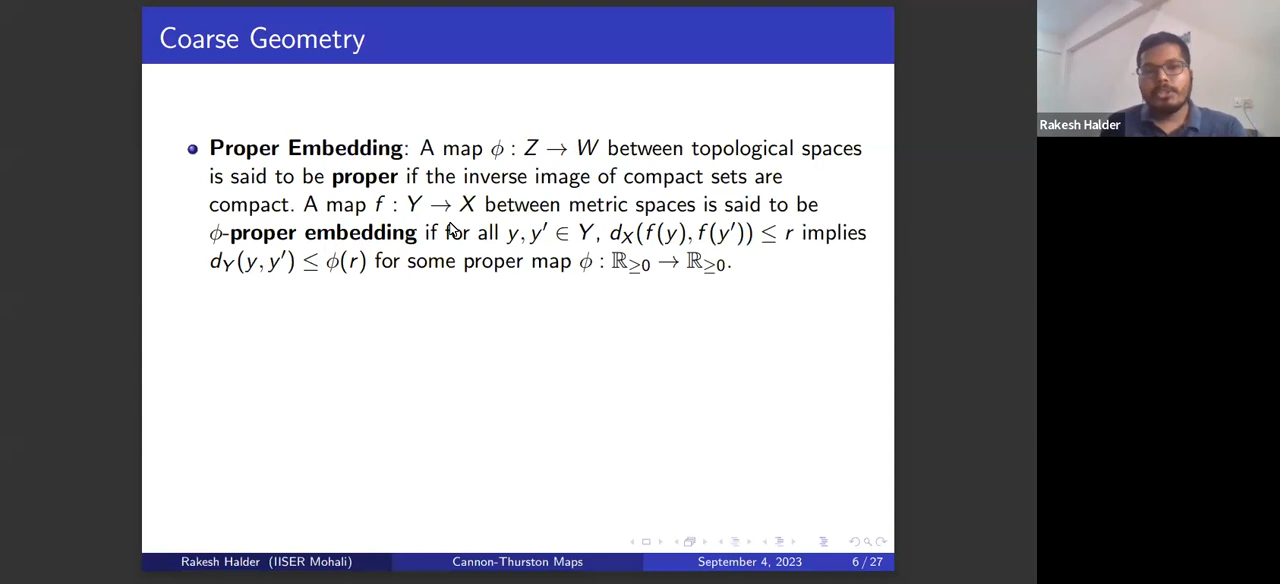 Coarse Geometry
Rakesh Halder
Proper Embedding: A map ϕ : Z → W between topological spaces
is said to be proper if the inverse image of compact sets are
compact. A map f : Y → X between metric spaces is said to be
ϕ-proper embedding if for all y, y′ ∈ Y, d_X(f(y), f(y′)) ≤ r implies
d_Y(y, y′) ≤ ϕ(r) for some proper map ϕ : ℝ≥0 → ℝ≥0.
Rakesh Halder (IISER Mohali) Cannon-Thurston Maps September 4, 2023 6 / 27